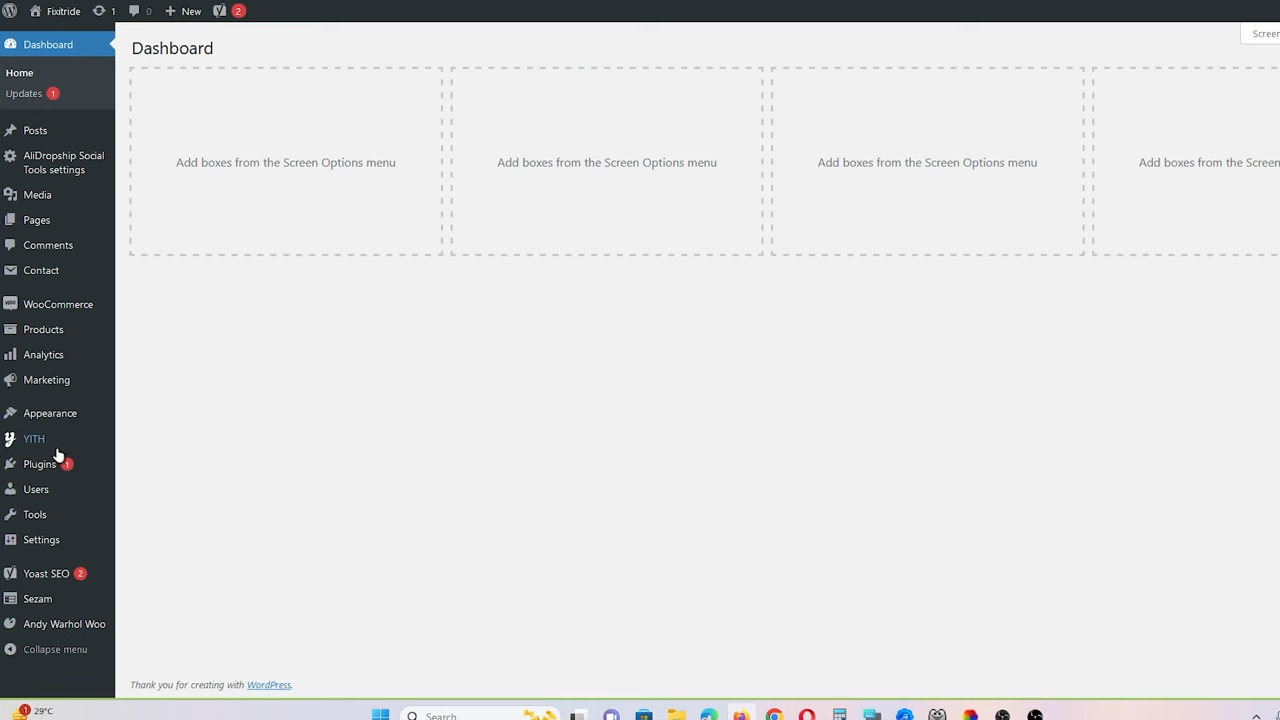 Fixitride 1 0 New 2
Screen
Dashboard
Dashboard
Home
Updates 1
Posts
AliDropship Social
Tools settings
Media
Pages
Comments
Contact
WooCommerce
Products
Analytics
Marketing
Appearance
YITH
Plugins 1
Users
Tools
Settings
Yoast SEO 2
Sezam
Andy Warhol Woo
Collapse menu
Add boxes from the Screen Options menu
Add boxes from the Screen Options menu
Add boxes from the Screen Options menu
Add boxes from the Screen
Thank you for creating with WordPress.
1 29°C
Search